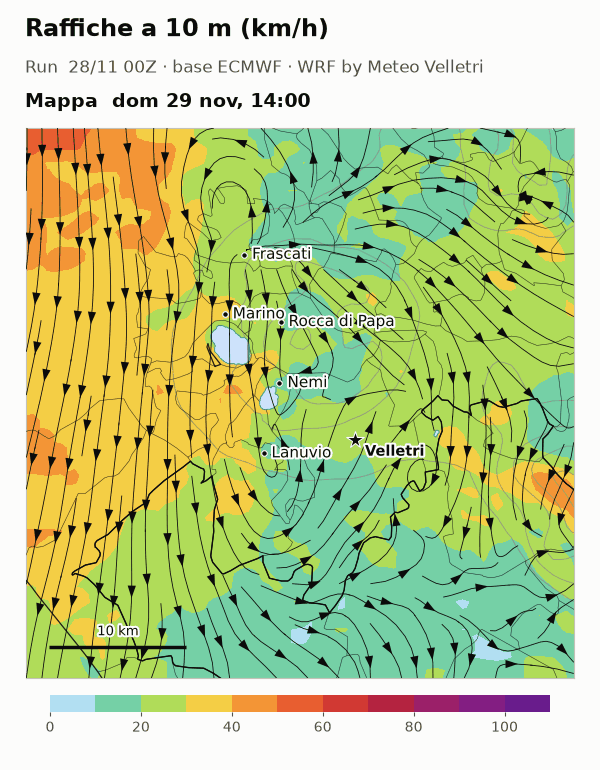 Raffiche a 10 m (km/h)
Run 28/11 00Z · base ECMWF · WRF by Meteo Velletri
Mappa dom 29 nov, 14:00
Frascati
Marino
Rocca di Papa
Nemi
Velletri
Lanuvio
10 km
0 20 40 60 80 100